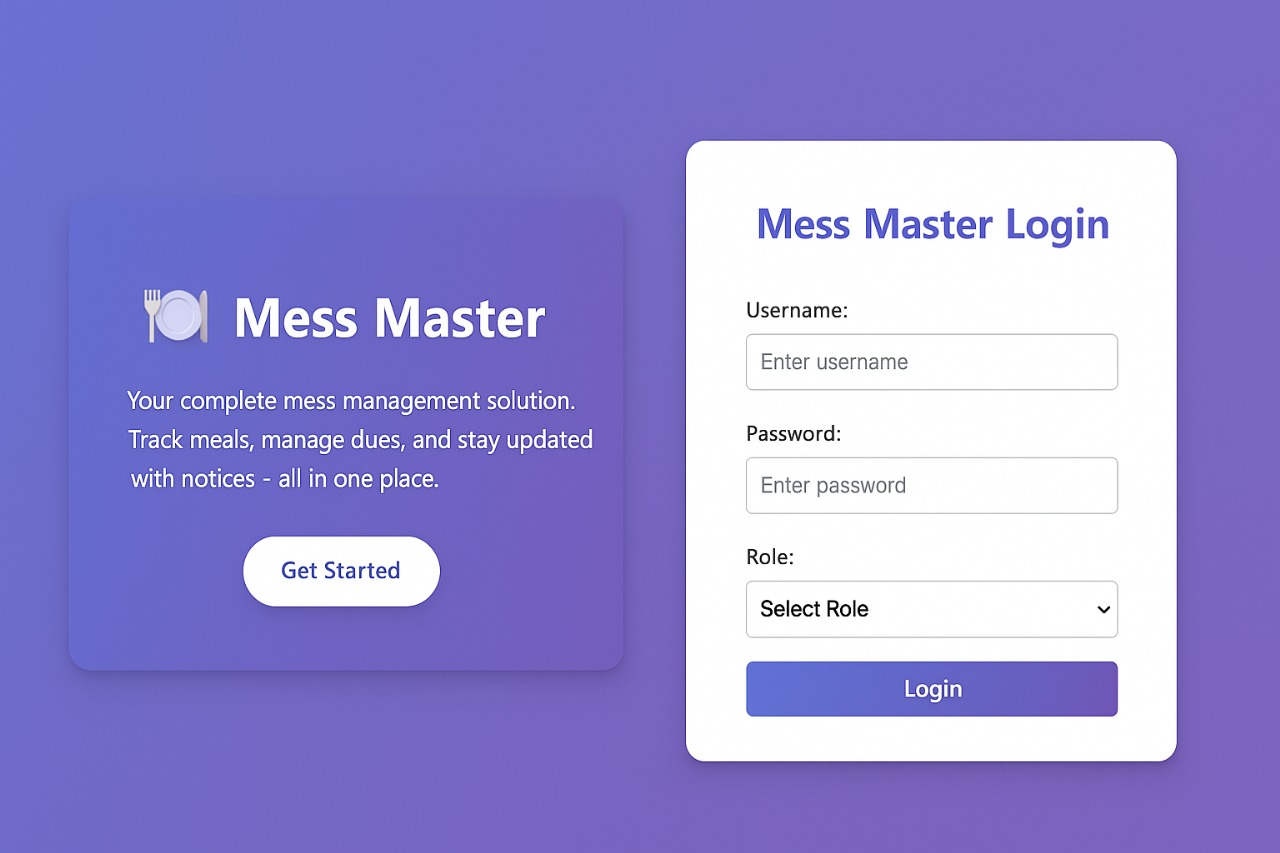 Mess Master
Your complete mess management solution.
Track meals, manage dues, and stay updated
with notices - all in one place.
Get Started
Mess Master Login
Username:
Enter username
Password:
Enter password
Role:
Select Role
Login